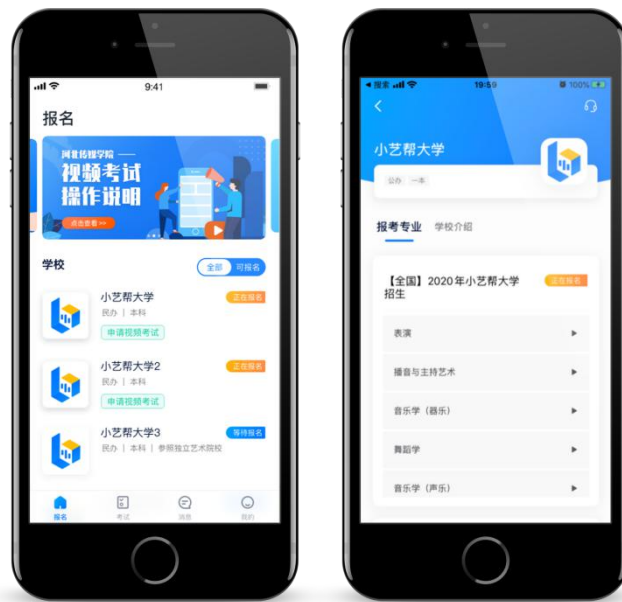 9:41
报名
河北传媒学院
视频考试
操作说明
点击查看 >>
学校
全部 可报名
小艺帮大学 正在报名
民办 | 本科
申请视频考试
小艺帮大学2 正在报名
民办 | 本科
申请视频考试
小艺帮大学3 等待报名
民办 | 本科 | 参照独立艺术院校
报名 考试 消息 我的
搜索 19:59 100%
小艺帮大学
公办 一本
报考专业 学校介绍
【全国】2020年小艺帮大学 正在报名
招生
表演
播音与主持艺术
音乐学（器乐）
舞蹈学
音乐学（声乐）